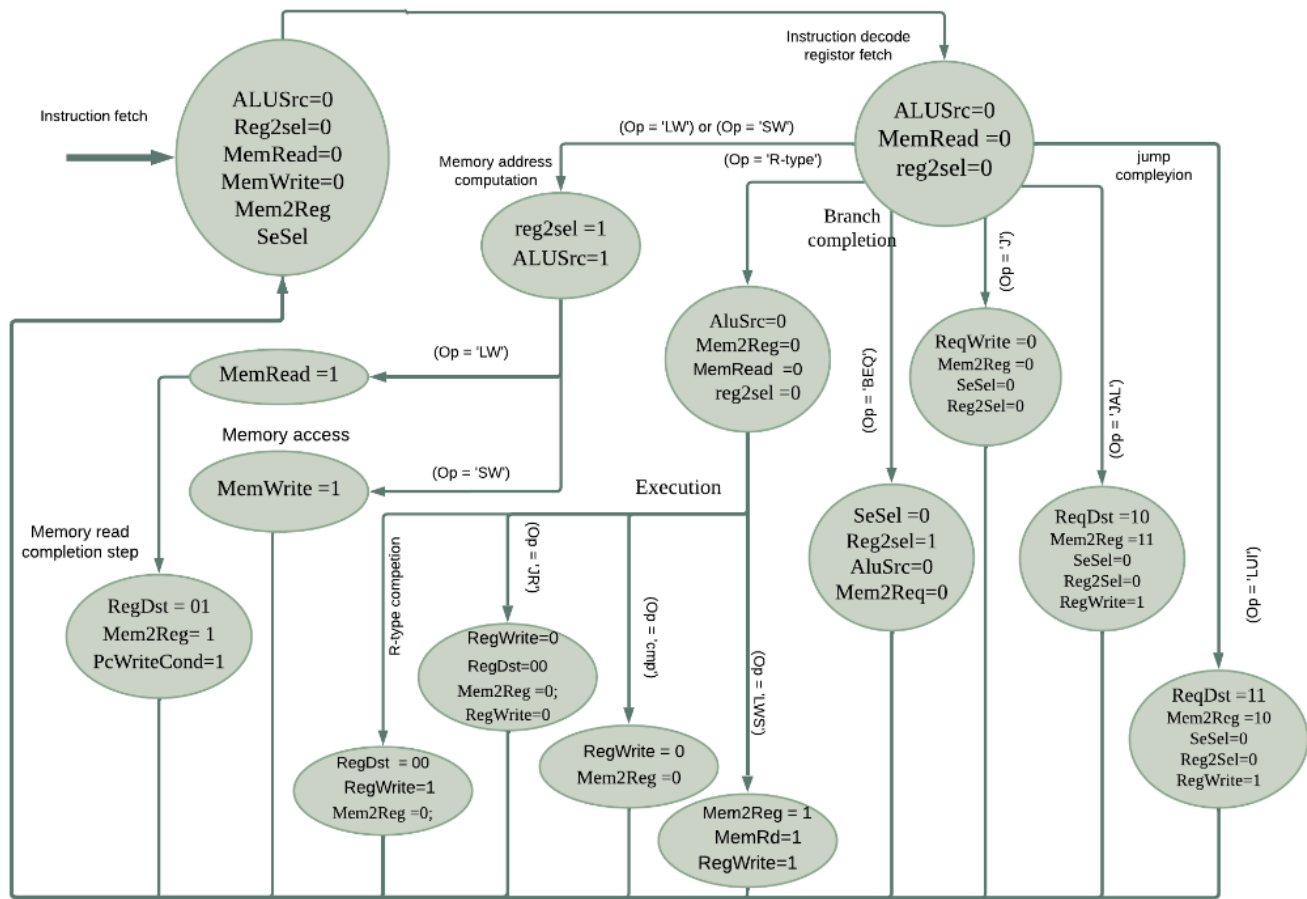 Instruction fetch
ALUSrc=0
Reg2sel=0
MemRead=0
MemWrite=0
Mem2Reg
SeSel
Instruction decode
registor fetch
ALUSrc=0
MemRead =0
reg2sel=0
(Op = 'LW') or (Op = 'SW')
(Op = 'R-type')
jump
compleyion
Memory address
computation
reg2sel =1
ALUSrc=1
Branch
completion
(Op = 'J')
AluSrc=0
Mem2Reg=0
MemRead =0
reg2sel =0
ReqWrite =0
Mem2Reg =0
SeSel=0
Reg2Sel=0
(Op = 'LW')
MemRead =1
(Op = 'BEQ')
(Op = 'JAL')
Memory access
(Op = 'SW')
MemWrite =1
Execution
Memory read
completion step
RegDst = 01
Mem2Reg= 1
PcWriteCond=1
R-type competion
(Op = 'JR')
(Op = 'cmp')
(Op = 'LWS')
SeSel =0
Reg2sel=1
AluSrc=0
Mem2Req=0
ReqDst =10
Mem2Reg =11
SeSel=0
Reg2Sel=0
RegWrite=1
(Op = 'LUI')
RegWrite=0
RegDst=00
Mem2Reg =0;
RegWrite=0
RegDst = 00
RegWrite=1
Mem2Reg =0;
RegWrite = 0
Mem2Reg =0
Mem2Reg = 1
MemRd=1
RegWrite=1
ReqDst =11
Mem2Reg =10
SeSel=0
Reg2Sel=0
RegWrite=1